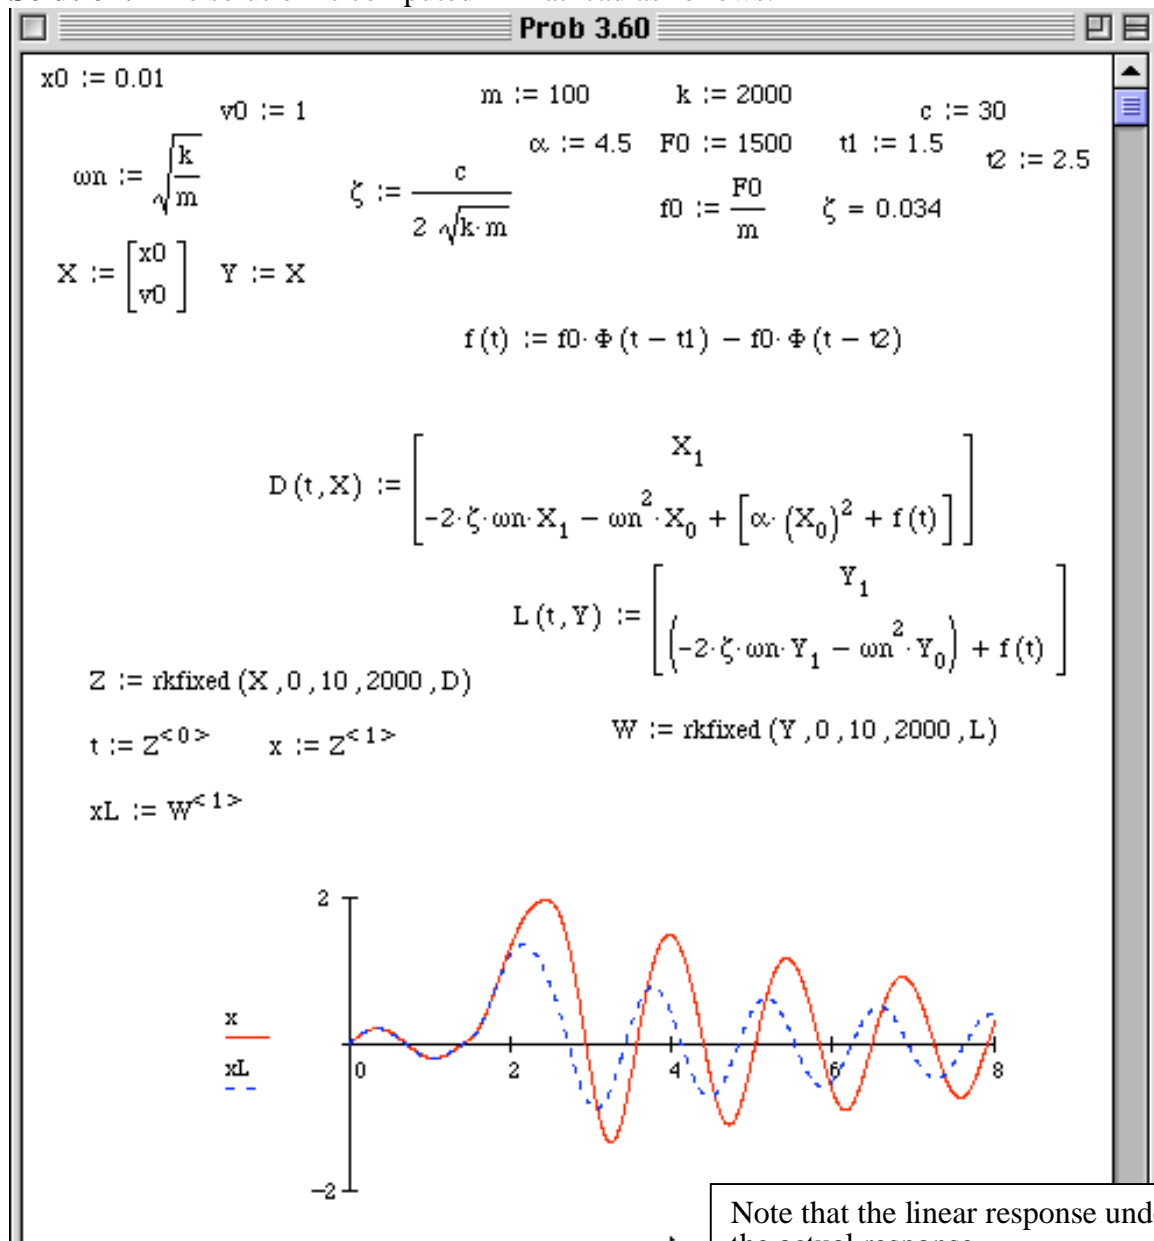 Prob 3.60
x0 := 0.01
v0 := 1
m := 100
k := 2000
c := 30
α := 4.5
F0 := 1500
t1 := 1.5
t2 := 2.5
ωn := √(k/m)
ζ := c/(2 √(k·m))
f0 := F0/m
ζ = 0.034
X := [x0 v0]
Y := X
f(t) := f0·Φ(t − t1) − f0·Φ(t − t2)
D(t,X) := [X₁
−2·ζ·ωn·X₁ − ωn²·X₀ + [α·(X₀)² + f(t)]]
L(t,Y) := [Y₁
(−2·ζ·ωn·Y₁ − ωn²·Y₀) + f(t)]
Z := rkfixed(X,0,10,2000,D)
W := rkfixed(Y,0,10,2000,L)
t := Z<0>
x := Z<1>
xL := W<1>
2
x
xL
0 2 4 6 8
−2
Note that the linear response
the actual response